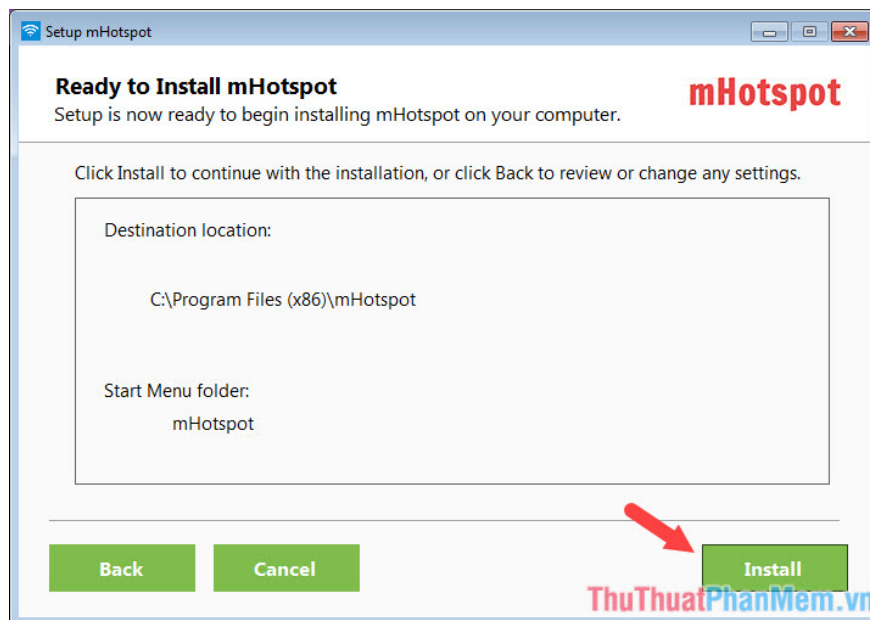 Setup mHotspot
Ready to Install mHotspot
mHotspot
Setup is now ready to begin installing mHotspot on your computer.
Click Install to continue with the installation, or click Back to review or change any settings.
Destination location:
C:\Program Files (x86)\mHotspot
Start Menu folder:
mHotspot
Back
Cancel
Install
ThuThuatPhanMem.vn